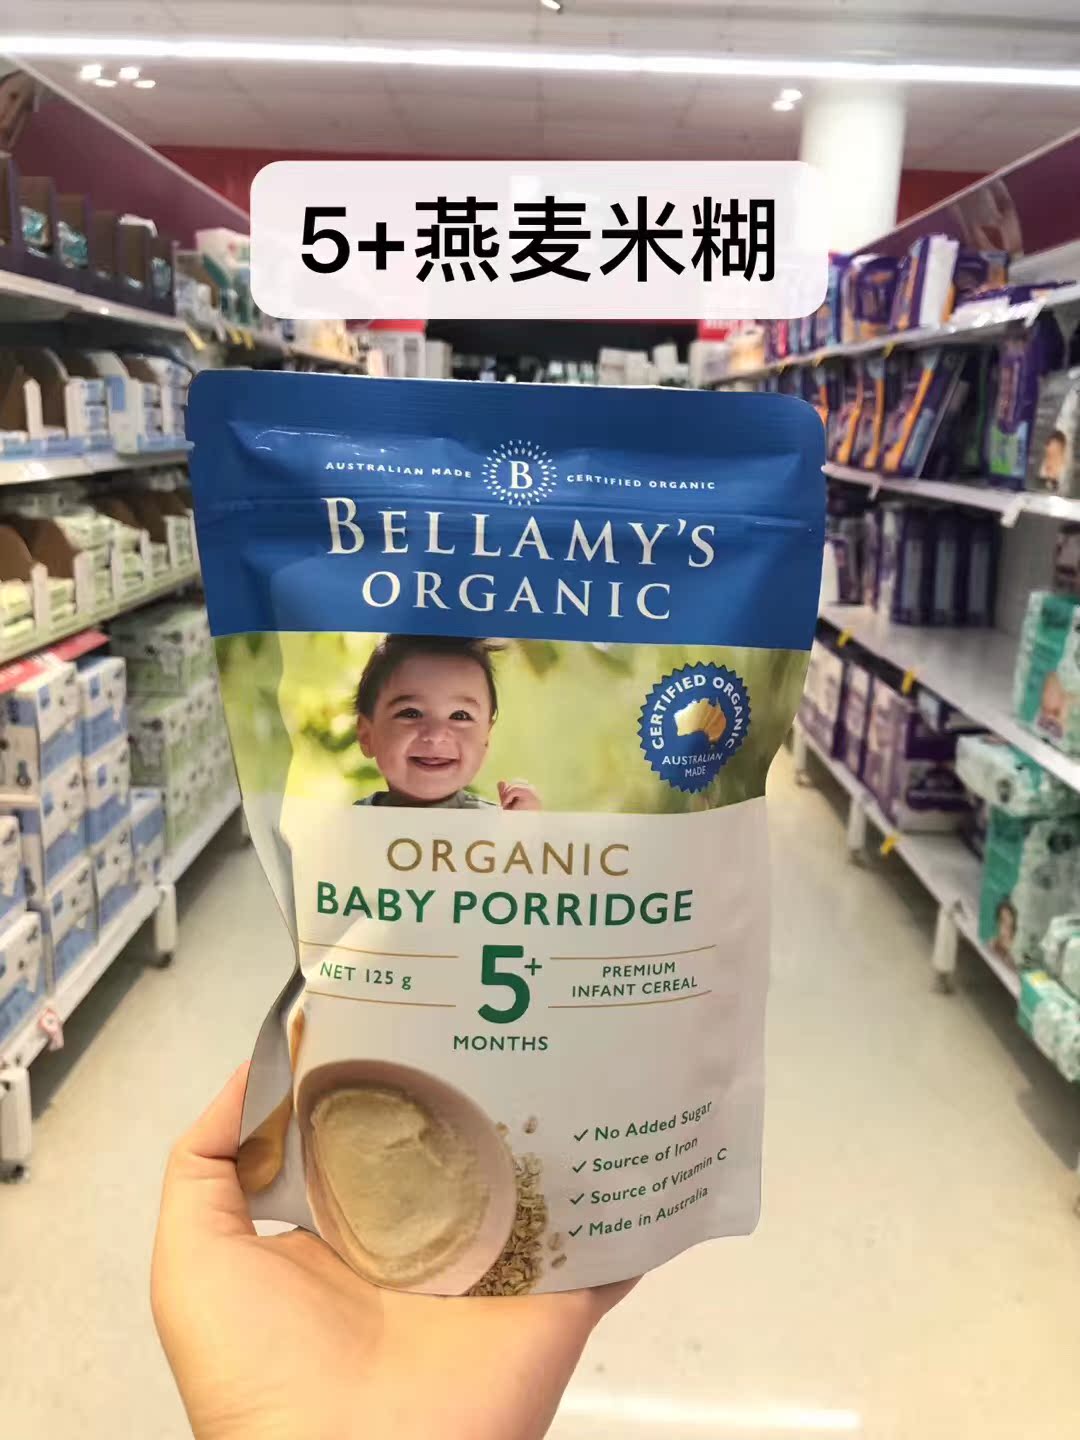 5+燕麦米糊
AUSTRALIAN MADE B CERTIFIED ORGANIC
BELLAMY'S
ORGANIC
CERTIFIED ORGANIC
AUSTRALIAN
MADE
ORGANIC
BABY PORRIDGE
NET 125 g
5+
MONTHS
PREMIUM
INFANT CEREAL
✓ No Added Sugar
✓ Source of Iron
✓ Source of Vitamin C
✓ Made in Australia